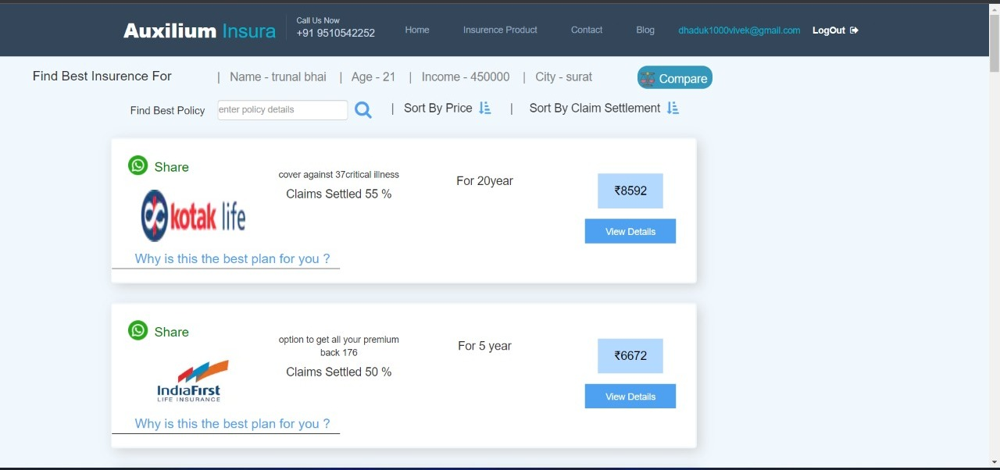 Auxilium Insura
Call Us Now
+91 9510542252
Home
Insurence Product
Contact
Blog
dhaduk1000vivek@gmail.com
LogOut
Find Best Insurence For
| Name - trunal bhai | Age - 21 | Income - 450000 | City - surat
Compare
Find Best Policy
enter policy details
| Sort By Price | Sort By Claim Settlement
Share
kotak life
cover against 37critical illness
Claims Settled 55 %
For 20year
₹8592
View Details
Why is this the best plan for you ?
Share
IndiaFirst
LIFE INSURANCE
option to get all your premium
back 176
Claims Settled 50 %
For 5 year
₹6672
View Details
Why is this the best plan for you ?